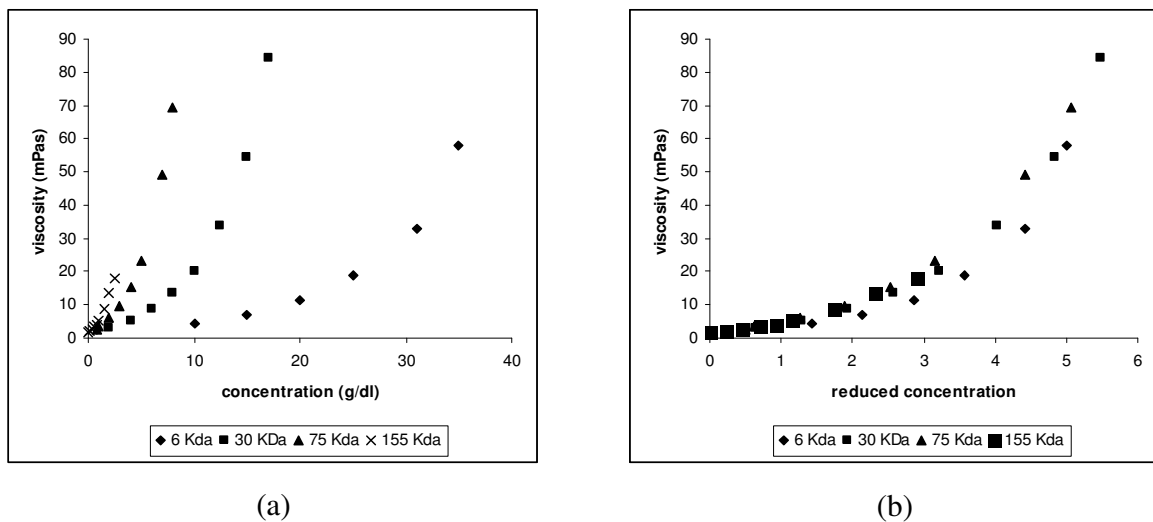 90
80
70
60
50
40
30
20
10
0
viscosity (mPas)
0 10 20 30 40
concentration (g/dl)
6 Kda 30 KDa 75 Kda 155 Kda
(a)
90
80
70
60
50
40
30
20
10
0
viscosity (mPas)
0 1 2 3 4 5 6
reduced concentration
6 Kda 30 KDa 75 Kda 155 Kda
(b)